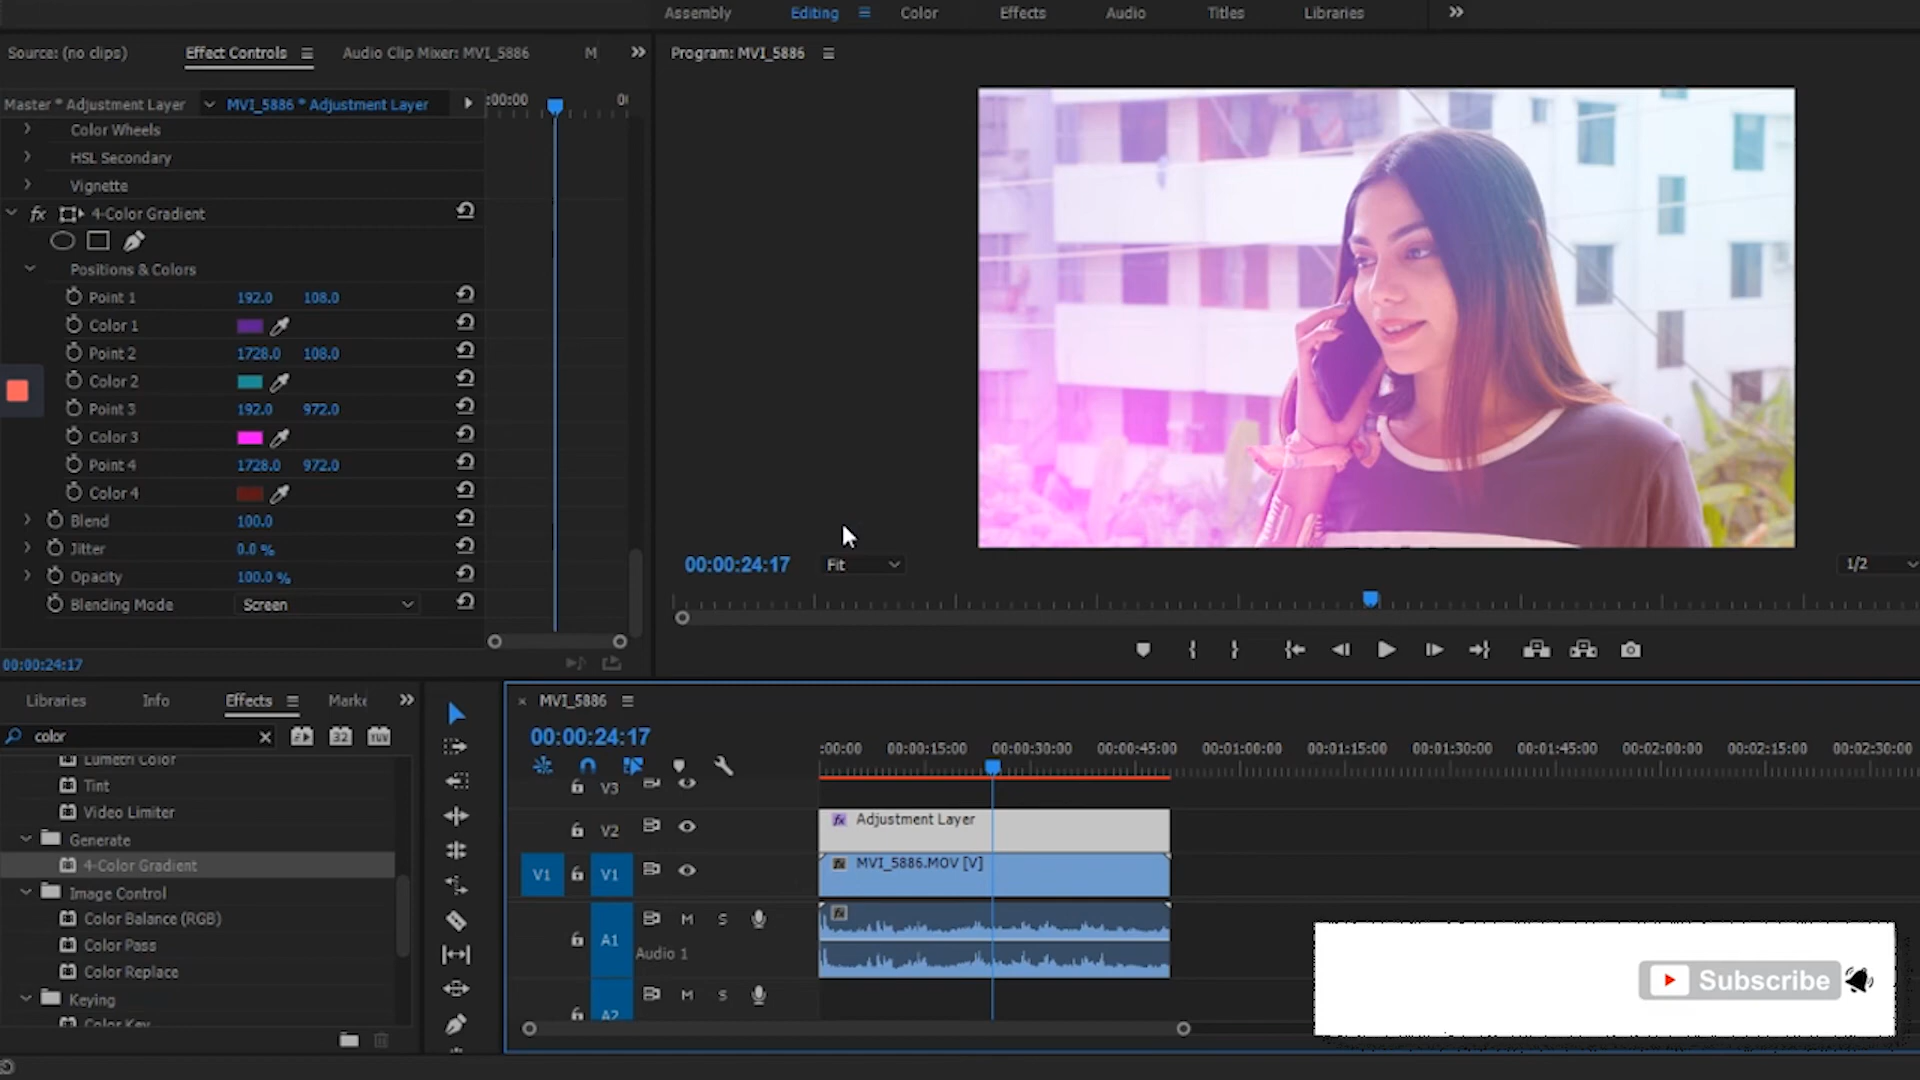 Assembly
Editing
Color
Effects
Audio
Titles
Libraries
Source: (no clips)
Effect Controls
Audio Clip Mixer: MVI_5886
M
Program: MVI_5886
Master * Adjustment Layer
MVI_5886 * Adjustment Layer
:00:00
Color Wheels
HSL Secondary
Vignette
fx 4-Color Gradient
Positions & Colors
Point 1 192.0 108.0
Color 1
Point 2 1728.0 108.0
Color 2
Point 3 192.0 972.0
Color 3
Point 4 1728.0 972.0
Color 4
Blend 100.0
Jitter 0.0 %
Opacity 100.0 %
Blending Mode Screen
00:00:24:17
00:00:24:17
Fit
1/2
Libraries
Info
Effects
color
32
YUV
Lumetri Color
Tint
Video Limiter
Generate
4-Color Gradient
Image Control
Color Balance (RGB)
Color Pass
Color Replace
Keying
Color Key
× MVI_5886
00:00:24:17
:00:00 00:00:15:00 00:00:30:00 00:00:45:00 00:01:00:00 00:01:15:00 00:01:30:00 00:01:45:00 00:02:00:00 00:02:15:00 00:02:30:00
V3
V2
fx Adjustment Layer
V1 V1
fx MVI_5886.MOV [V]
A1 M S
fx
Audio 1
A2 M S
Subscribe